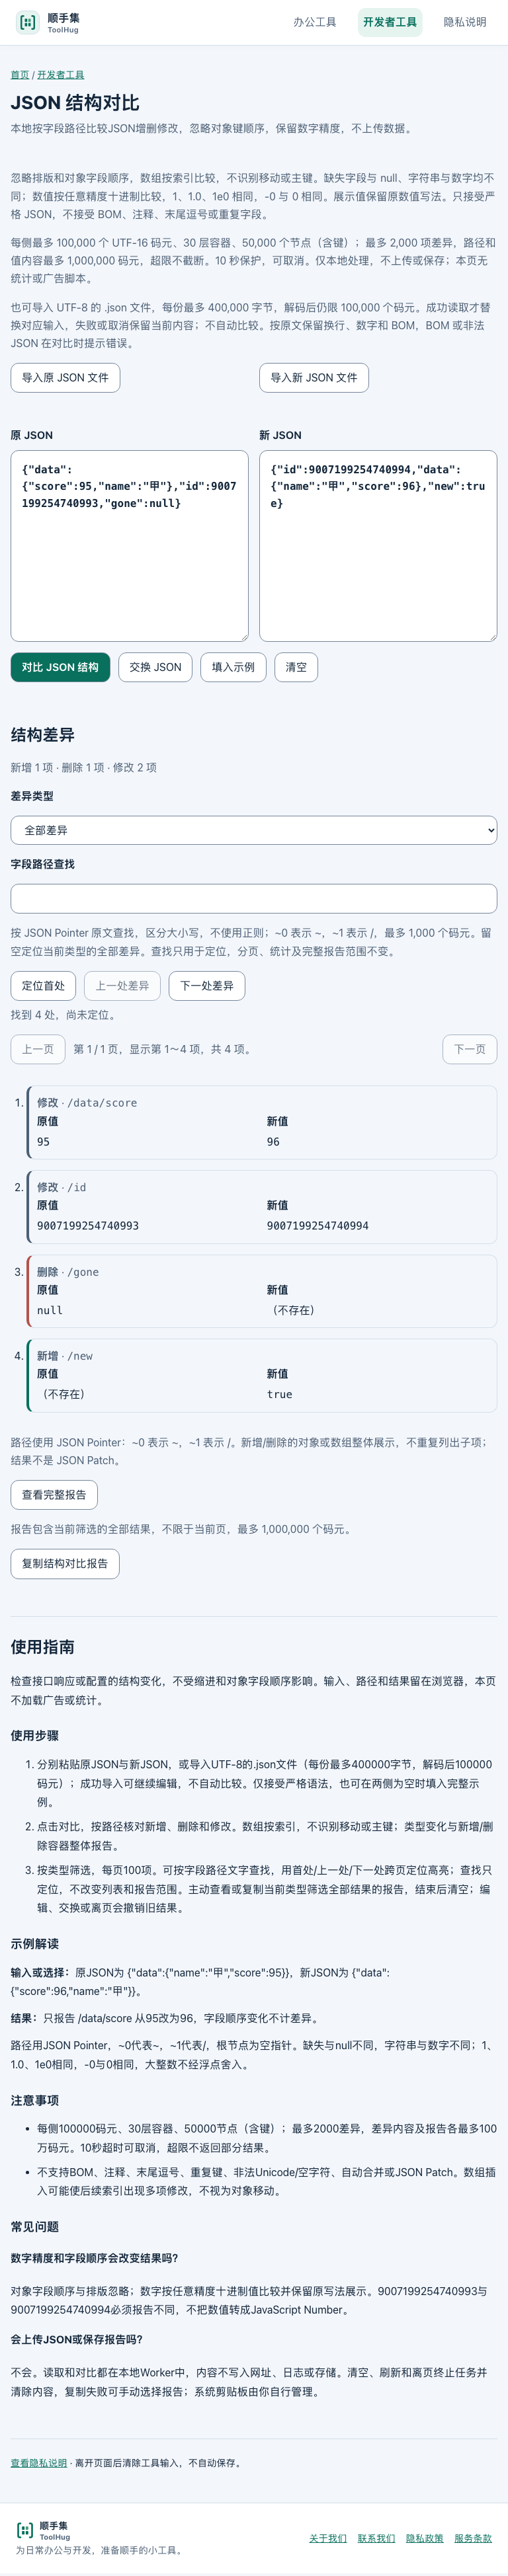 顺手集
ToolHug
办公工具
开发者工具
隐私说明
首页 / 开发者工具
JSON 结构对比
本地按字段路径比较JSON增删修改，忽略对象键顺序，保留数字精度，不上传数据。
忽略排版和对象字段顺序，数组按索引比较，不识别移动或主键。缺失字段与 null、字符串与数字均不
同；数值按任意精度十进制比较，1、1.0、1e0 相同，-0 与 0 相同。展示值保留原数值写法。只接受严
格 JSON，不接受 BOM、注释、末尾逗号或重复字段。
每侧最多 100,000 个 UTF-16 码元、30 层容器、50,000 个节点（含键）；最多 2,000 项差异，路径和
值内容最多 1,000,000 码元，超限不截断。10 秒保护，可取消。仅本地处理，不上传或保存；本页无
统计或广告脚本。
也可导入 UTF-8 的 .json 文件，每份最多 400,000 字节，解码后仍限 100,000 个码元。成功读取才替
换对应输入，失败或取消保留当前内容；不自动比较。按原文保留换行、数字和 BOM，BOM 或非法
JSON 在对比时提示错误。
导入原 JSON 文件
导入新 JSON 文件
原 JSON
新 JSON
{"data":
{"score":95,"name":"甲"},"id":9007
199254740993,"gone":null}
{"id":9007199254740994,"data":
{"name":"甲","score":96},"new":tru
e}
对比 JSON 结构
交换 JSON
填入示例
清空
结构差异
新增 1 项 · 删除 1 项 · 修改 2 项
差异类型
全部差异
字段路径查找
按 JSON Pointer 原文查找，区分大小写，不使用正则；~0 表示 ~，~1 表示 /，最多 1,000 个码元。留
空定位当前类型的全部差异。查找只用于定位，分页、统计及完整报告范围不变。
定位首处
上一处差异
下一处差异
找到 4 处，尚未定位。
上一页
第 1 / 1 页，显示第 1～4 项，共 4 项。
下一页
1. 修改 · /data/score
原值
新值
95
96
2. 修改 · /id
原值
新值
9007199254740993
9007199254740994
3. 删除 · /gone
原值
新值
null
（不存在）
4. 新增 · /new
原值
新值
（不存在）
true
路径使用 JSON Pointer：~0 表示 ~，~1 表示 /。新增/删除的对象或数组整体展示，不重复列出子项；
结果不是 JSON Patch。
查看完整报告
报告包含当前筛选的全部结果，不限于当前页，最多 1,000,000 个码元。
复制结构对比报告
使用指南
检查接口响应或配置的结构变化，不受缩进和对象字段顺序影响。输入、路径和结果留在浏览器，本页
不加载广告或统计。
使用步骤
1. 分别粘贴原JSON与新JSON，或导入UTF-8的.json文件（每份最多400000字节，解码后100000
码元）；成功导入可继续编辑，不自动比较。仅接受严格语法，也可在两侧为空时填入完整示
例。
2. 点击对比，按路径核对新增、删除和修改。数组按索引，不识别移动或主键；类型变化与新增/删
除容器整体报告。
3. 按类型筛选，每页100项。可按字段路径文字查找，用首处/上一处/下一处跨页定位高亮；查找只
定位，不改变列表和报告范围。主动查看或复制当前类型筛选全部结果的报告，结束后清空；编
辑、交换或离页会撤销旧结果。
示例解读
输入或选择：原JSON为 {"data":{"name":"甲","score":95}}，新JSON为 {"data":
{"score":96,"name":"甲"}}。
结果：只报告 /data/score 从95改为96，字段顺序变化不计差异。
路径用JSON Pointer，~0代表~，~1代表/，根节点为空指针。缺失与null不同，字符串与数字不同；1、
1.0、1e0相同，-0与0相同，大整数不经浮点舍入。
注意事项
• 每侧100000码元、30层容器、50000节点（含键）；最多2000差异，差异内容及报告各最多100
万码元。10秒超时可取消，超限不返回部分结果。
• 不支持BOM、注释、末尾逗号、重复键、非法Unicode/空字符、自动合并或JSON Patch。数组插
入可能使后续索引出现多项修改，不视为对象移动。
常见问题
数字精度和字段顺序会改变结果吗？
对象字段顺序与排版忽略；数字按任意精度十进制值比较并保留原写法展示。9007199254740993与
9007199254740994必须报告不同，不把数值转成JavaScript Number。
会上传JSON或保存报告吗？
不会。读取和对比都在本地Worker中，内容不写入网址、日志或存储。清空、刷新和离页终止任务并
清除内容，复制失败可手动选择报告；系统剪贴板由你自行管理。
查看隐私说明 · 离开页面后清除工具输入，不自动保存。
顺手集
ToolHug
为日常办公与开发，准备顺手的小工具。
关于我们
联系我们
隐私政策
服务条款